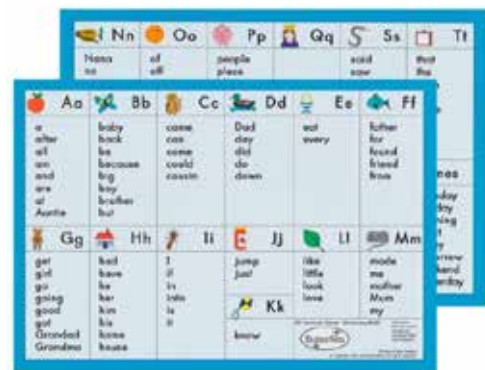 Nn Oo Pp Qq Ss Tt
Nana of people said that
off saw the
Aa Bb Cc Dd Ee Ff
a baby came Dad eat father
after back can day every for
all be come did found
am because could do friend
and big cousin down from
are boy
at brother
Auntie but
Gg Hh Ii Jj Ll Mm
get had I jump like made
girl have if just little me
go he in look mother
going her into love Mum
good him is my
got his it
Kk
Grandad home know
Grandma house